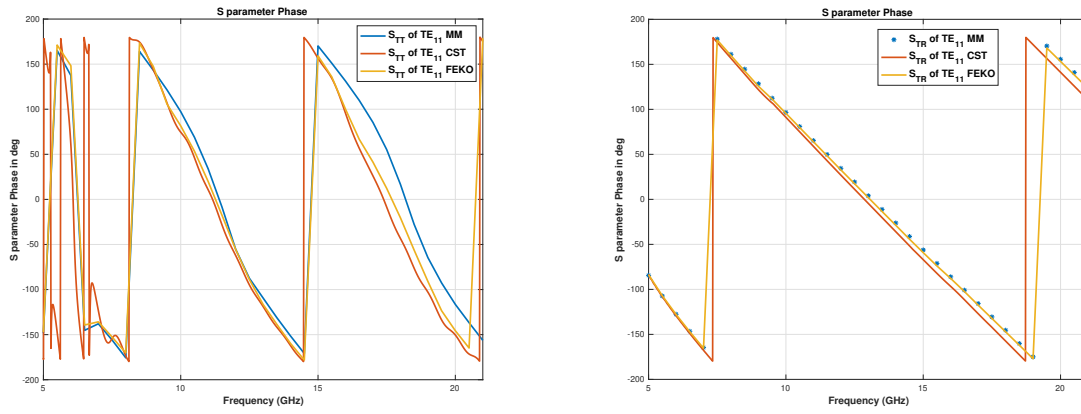 S parameter Phase
S_TT of TE_11 MM
S_TT of TE_11 CST
S_TT of TE_11 FEKO
S parameter Phase in deg
200
150
100
50
0
-50
-100
-150
-200
5
10
15
20
Frequency (GHz)
S parameter Phase
S_TR of TE_11 MM
S_TR of TE_11 CST
S_TR of TE_11 FEKO
S parameter Phase in deg
200
150
100
50
0
-50
-100
-150
-200
5
10
15
20
Frequency (GHz)